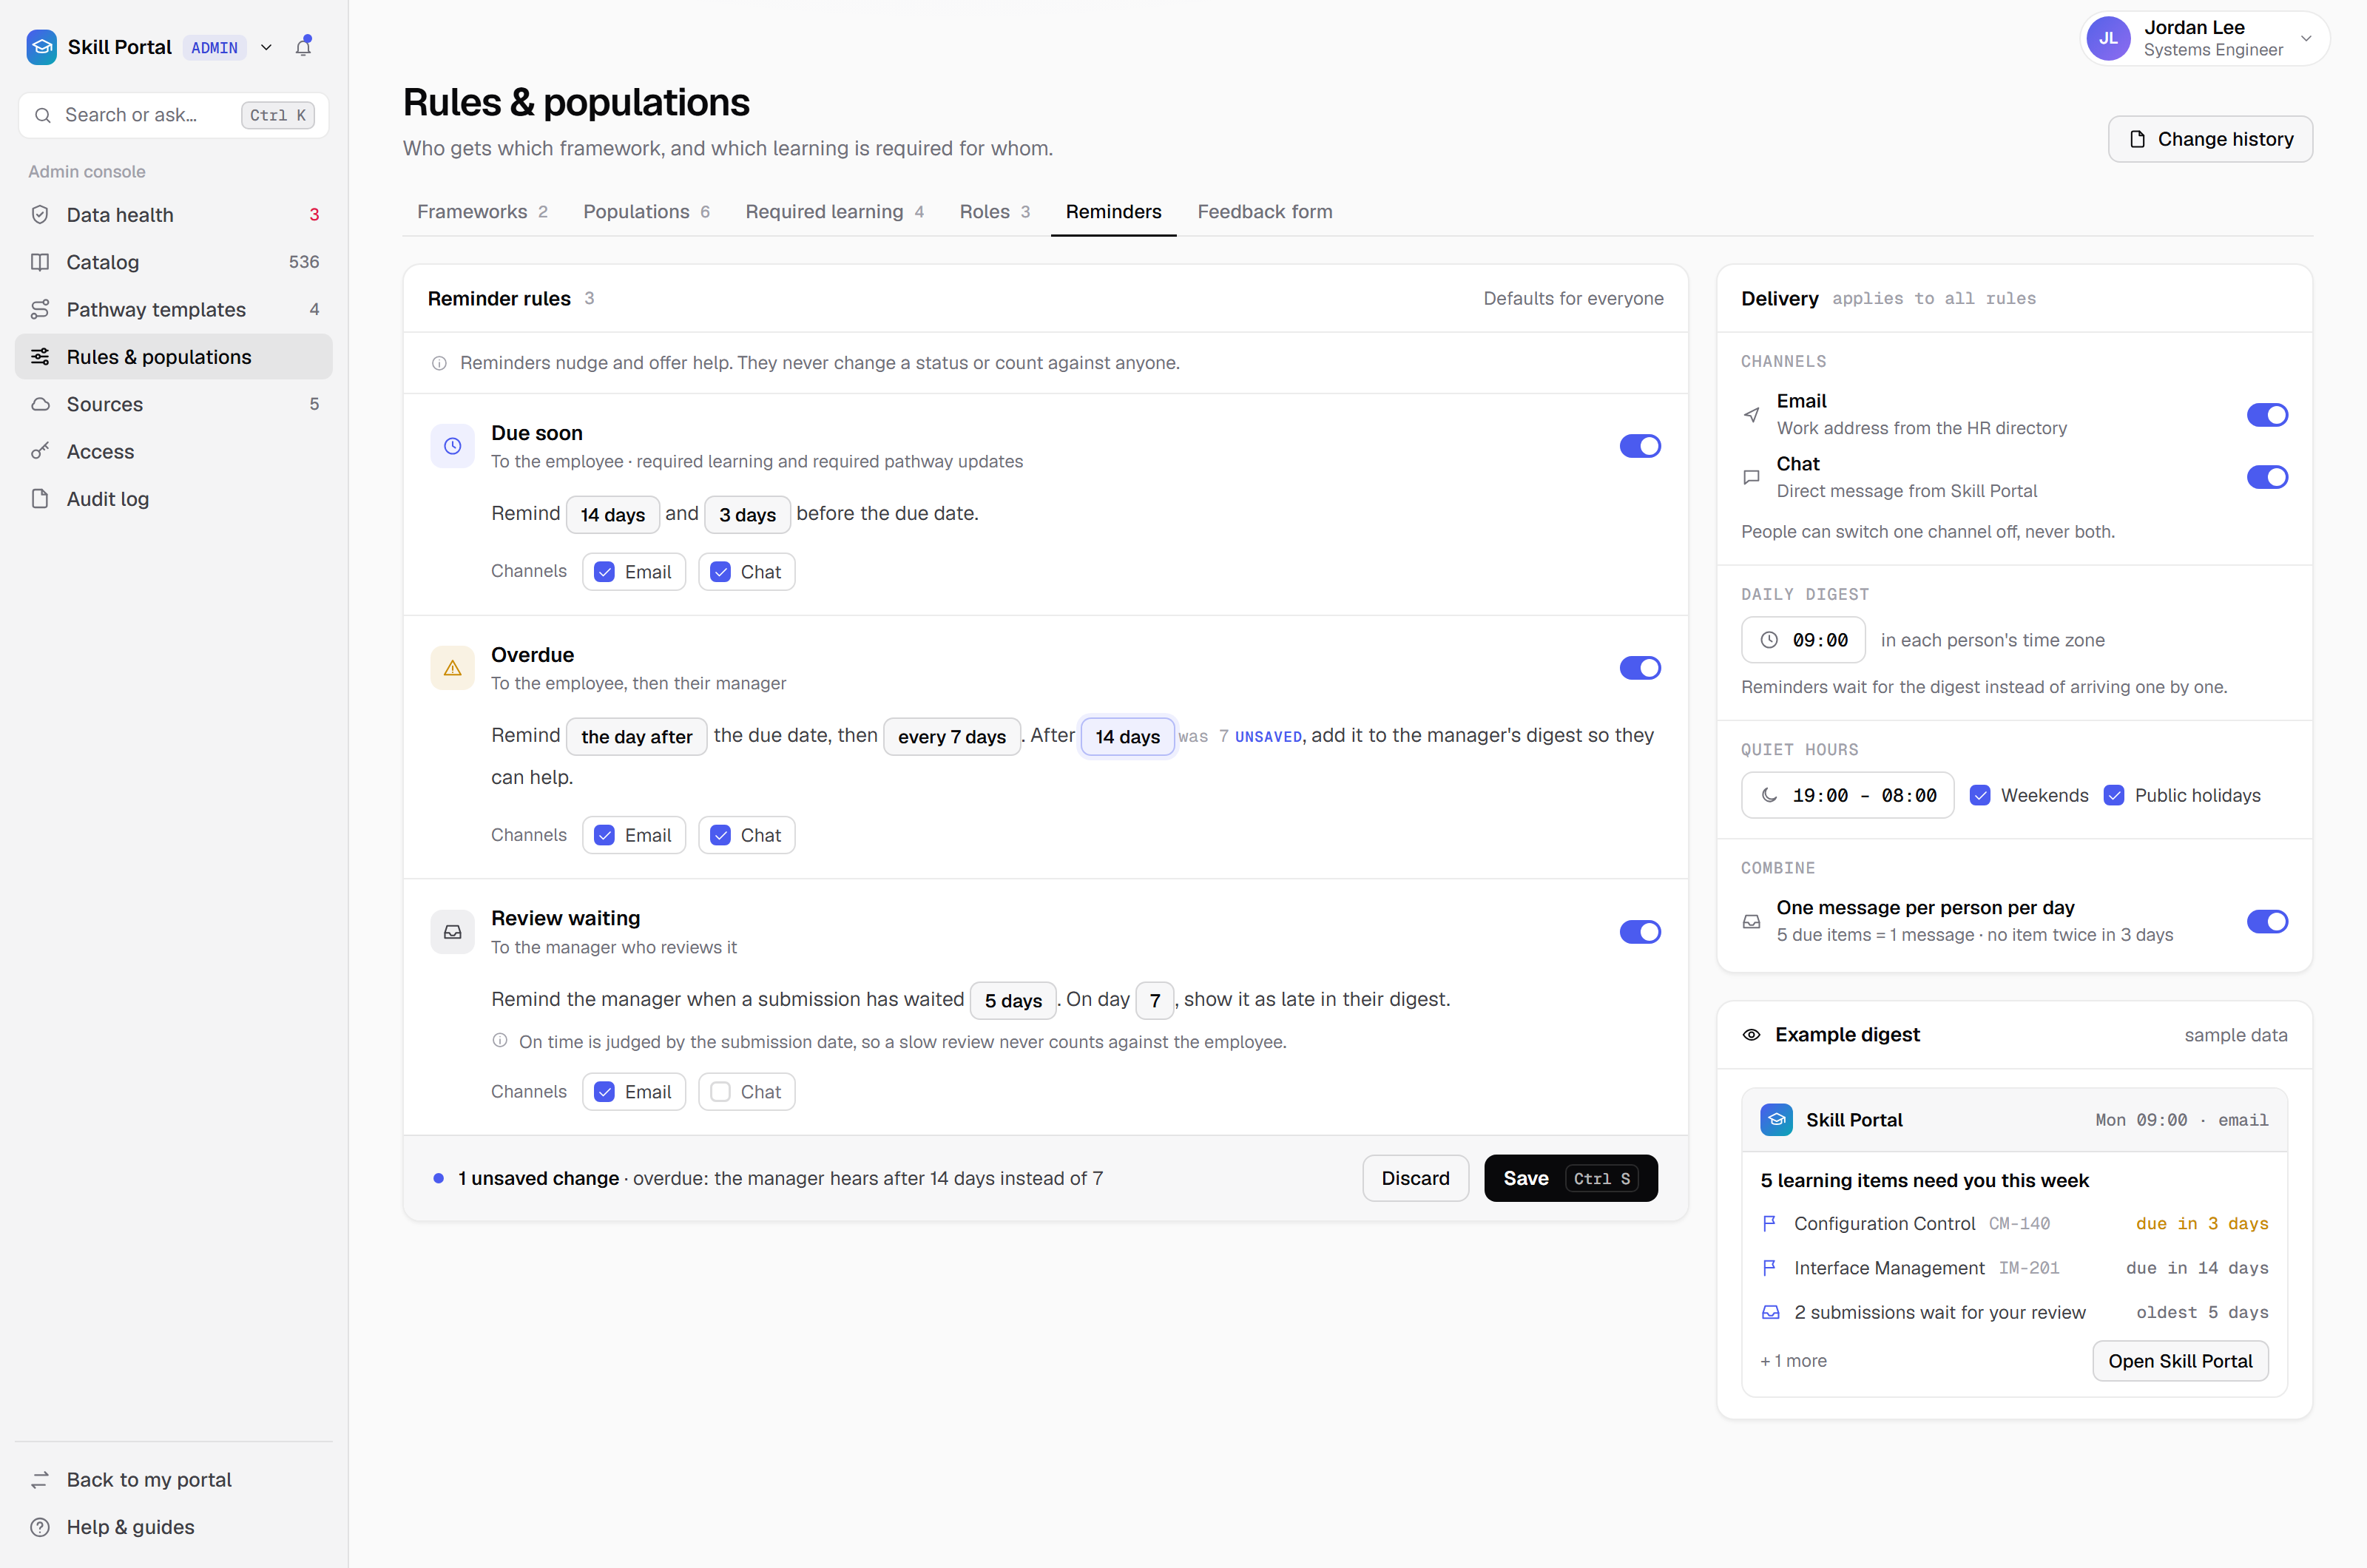 Skill Portal ADMIN
Search or ask... Ctrl K
Admin console
Data health 3
Catalog 536
Pathway templates 4
Rules & populations
Sources 5
Access
Audit log
Back to my portal
Help & guides
JL Jordan Lee
Systems Engineer
Rules & populations
Who gets which framework, and which learning is required for whom.
Change history
Frameworks 2 Populations 6 Required learning 4 Roles 3 Reminders Feedback form
Reminder rules 3 Defaults for everyone
Reminders nudge and offer help. They never change a status or count against anyone.
Due soon
To the employee · required learning and required pathway updates
Remind 14 days and 3 days before the due date.
Channels Email Chat
Overdue
To the employee, then their manager
Remind the day after the due date, then every 7 days. After 14 days was 7 UNSAVED, add it to the manager's digest so they
can help.
Channels Email Chat
Review waiting
To the manager who reviews it
Remind the manager when a submission has waited 5 days. On day 7, show it as late in their digest.
On time is judged by the submission date, so a slow review never counts against the employee.
Channels Email Chat
1 unsaved change · overdue: the manager hears after 14 days instead of 7
Discard Save Ctrl S
Delivery applies to all rules
CHANNELS
Email
Work address from the HR directory
Chat
Direct message from Skill Portal
People can switch one channel off, never both.
DAILY DIGEST
09:00 in each person's time zone
Reminders wait for the digest instead of arriving one by one.
QUIET HOURS
19:00 – 08:00 Weekends Public holidays
COMBINE
One message per person per day
5 due items = 1 message · no item twice in 3 days
Example digest sample data
Skill Portal Mon 09:00 · email
5 learning items need you this week
Configuration Control CM-140 due in 3 days
Interface Management IM-201 due in 14 days
2 submissions wait for your review oldest 5 days
+ 1 more Open Skill Portal